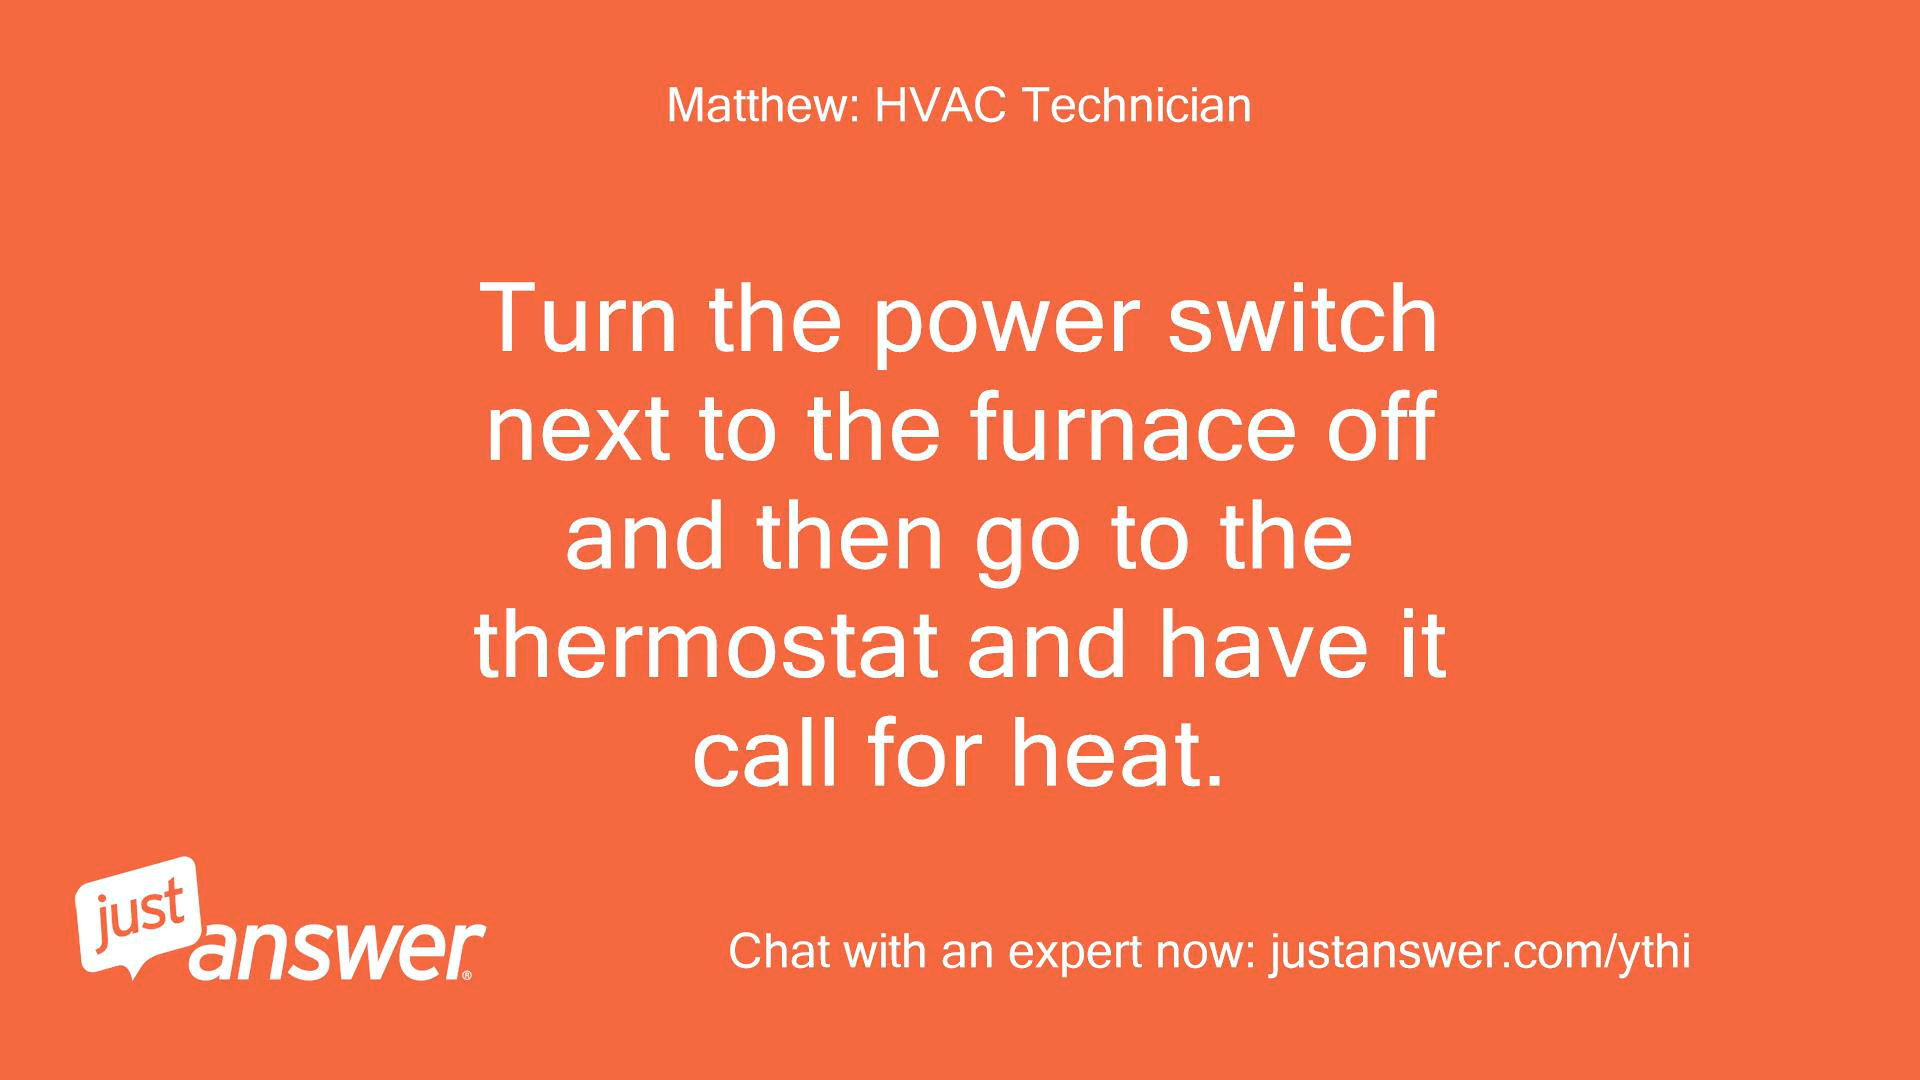 Matthew: HVAC Technician
Turn the power switch
next to the furnace off
and then go to the
thermostat and have it
call for heat.
just
answer®
Chat with an expert now: justanswer.com/ythi